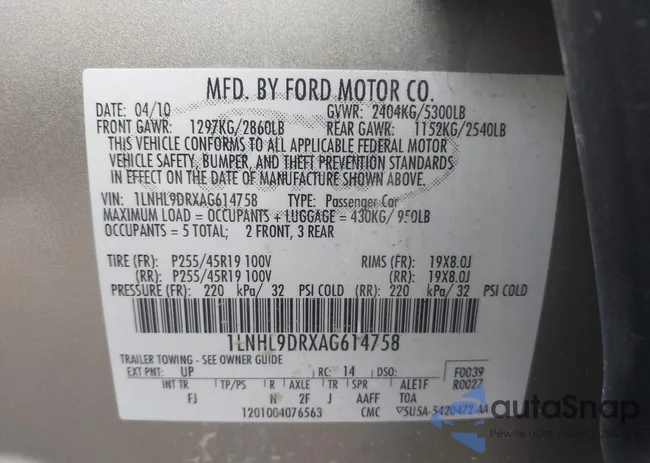 MFD. BY FORD MOTOR CO.
DATE: 04/10 GVWR: 2404KG/5300LB
FRONT GAWR: 1297KG/2860LB REAR GAWR: 1152KG/2540LB
THIS VEHICLE CONFORMS TO ALL APPLICABLE FEDERAL MOTOR
VEHICLE SAFETY, BUMPER, AND THEFT PREVENTION STANDARDS
IN EFFECT ON THE DATE OF MANUFACTURE SHOWN ABOVE.
VIN: 1LNHL9DRXAG614758 TYPE: Passenger Car
MAXIMUM LOAD = OCCUPANTS + LUGGAGE = 430KG/ 950LB
OCCUPANTS = 5 TOTAL; 2 FRONT, 3 REAR
TIRE (FR): P255/45R19 100V RIMS (FR): 19X8.0J
(RR): P255/45R19 100V (RR): 19X8.0J
PRESSURE (FR): 220 kPa/ 32 PSI COLD (RR): 220 kPa/ 32 PSI COLD
1LNHL9DRXAG614758
TRAILER TOWING - SEE OWNER GUIDE
EXT PNT: UP RC: 14 DSO: F0039
INT TR TP/PS R AXLE TR SPR ALE1F R0027
FJ N 2F J AAFF TOA
1201004076563 CMC SUSA-5420472-AA
autoSnap